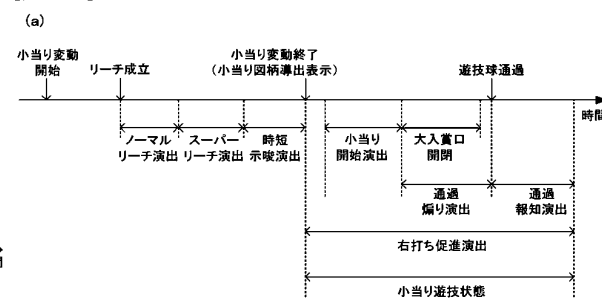 (a)
小当り変動
開始
リーチ成立
小当り変動終了
(小当り図柄導出表示)
遊技球通過
時間
ノーマル
リーチ演出
スーパー
リーチ演出
時短
示唆演出
小当り
開始演出
大入賞口
開閉
通過
煽り演出
通過
報知演出
右打ち促進演出
小当り遊技状態